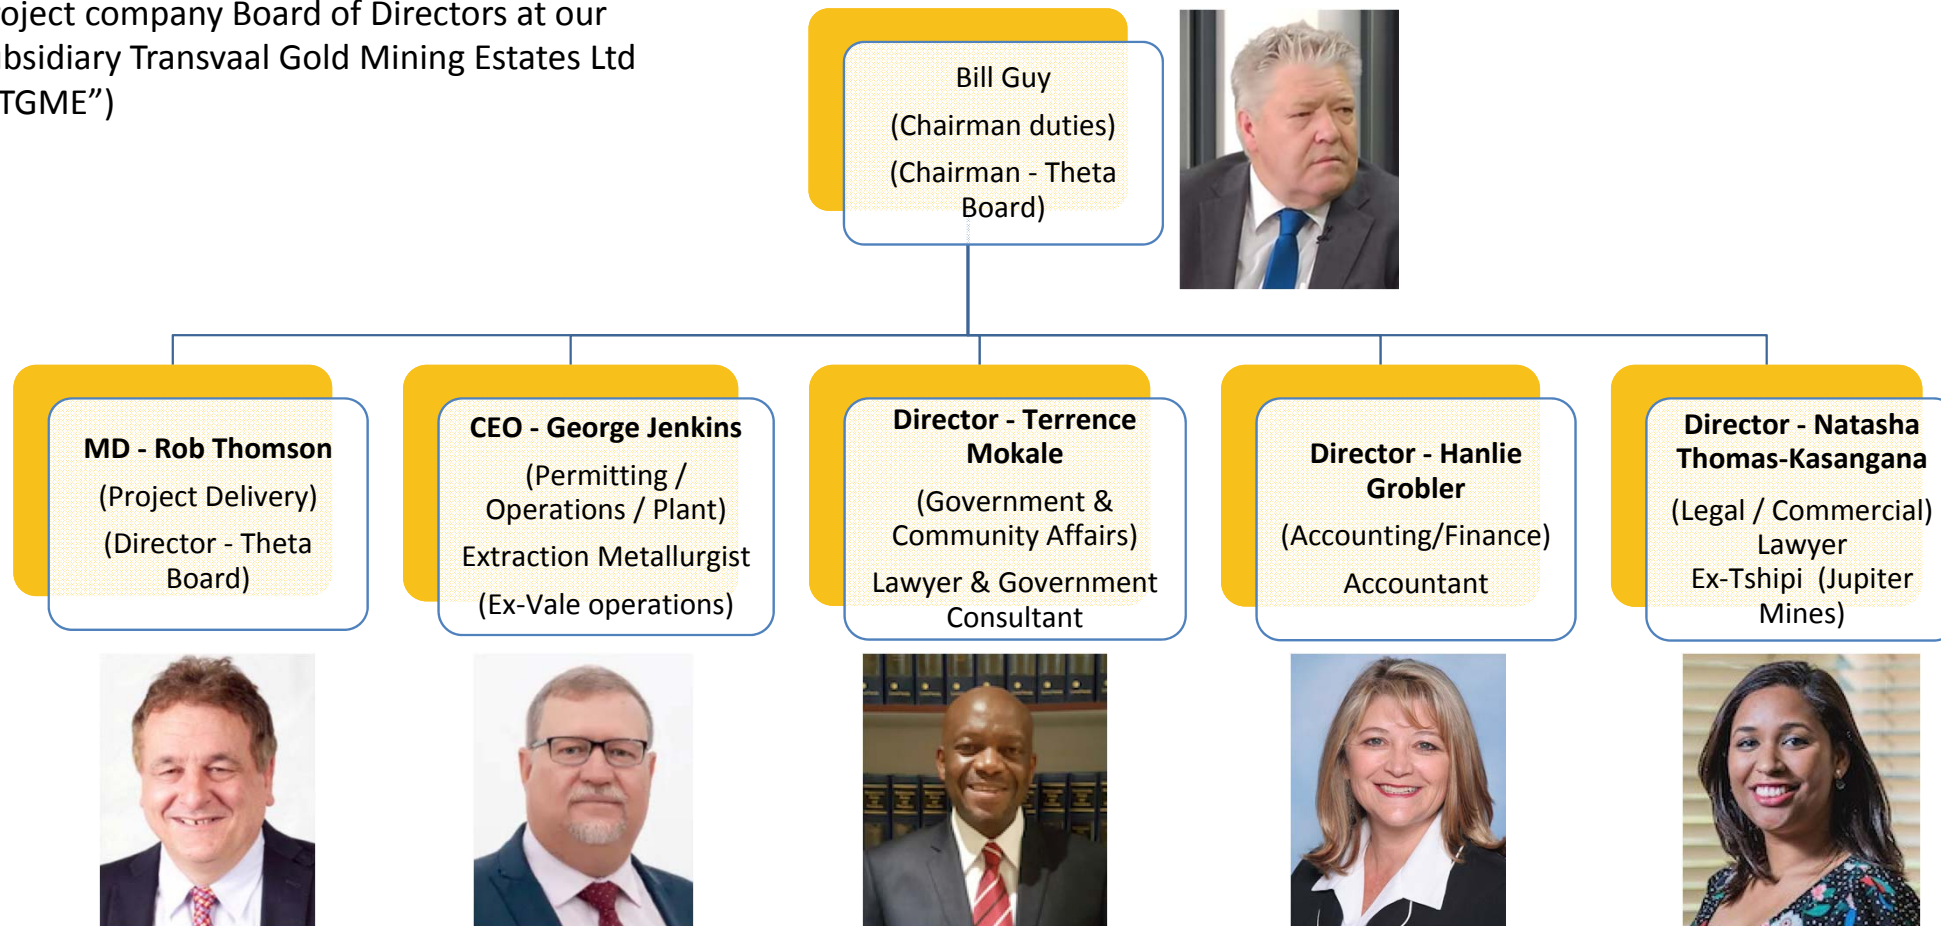 roject company Board of Directors at our
ubsidiary Transvaal Gold Mining Estates Ltd
TGME”)
Bill Guy
(Chairman duties)
(Chairman - Theta
Board)
MD - Rob Thomson
(Project Delivery)
(Director - Theta
Board)
CEO - George Jenkins
(Permitting /
Operations / Plant)
Extraction Metallurgist
(Ex-Vale operations)
Director - Terrence
Mokale
(Government &
Community Affairs)
Lawyer & Government
Consultant
Director - Hanlie
Grobler
(Accounting/Finance)
Accountant
Director - Natasha
Thomas-Kasangana
(Legal / Commercial)
Lawyer
Ex-Tshipi (Jupiter
Mines)